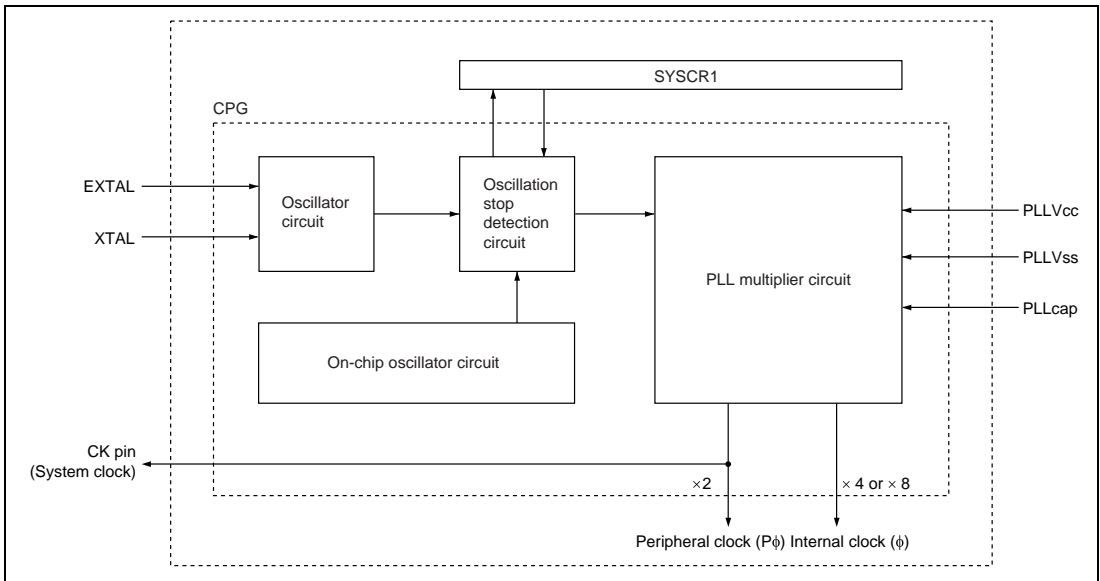 SYSCR1
CPG
EXTAL
XTAL
Oscillator
circuit
Oscillation
stop
detection
circuit
PLL multiplier circuit
PLLVcc
PLLVss
PLLcap
On-chip oscillator circuit
CK pin
(System clock)
×2
× 4 or × 8
Peripheral clock (Pφ) Internal clock (φ)